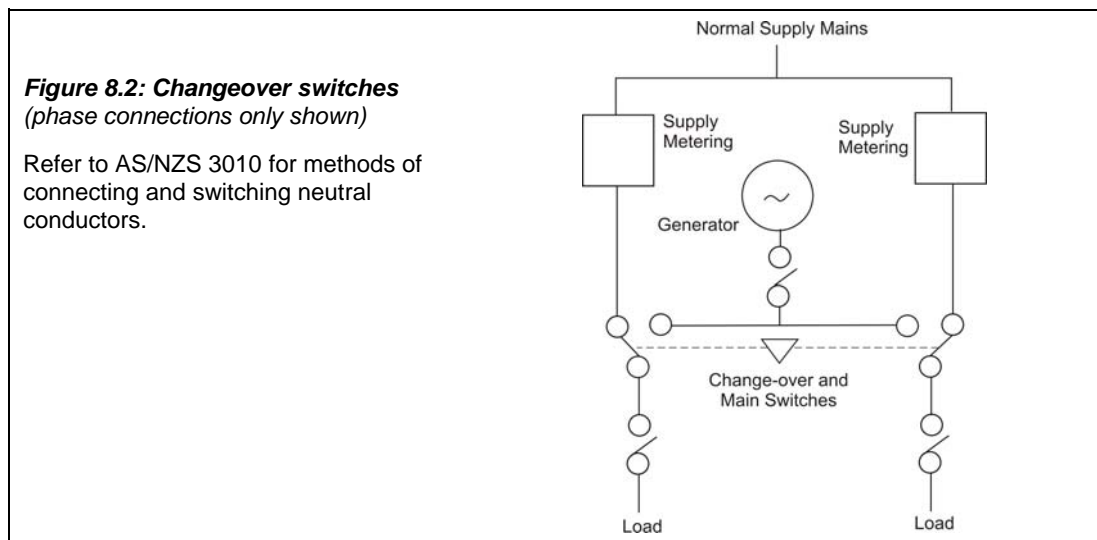 Figure 8.2: Changeover switches
(phase connections only shown)
Refer to AS/NZS 3010 for methods of
connecting and switching neutral
conductors.
Normal Supply Mains
Supply
Metering
Supply
Metering
Generator
Change-over and
Main Switches
Load
Load